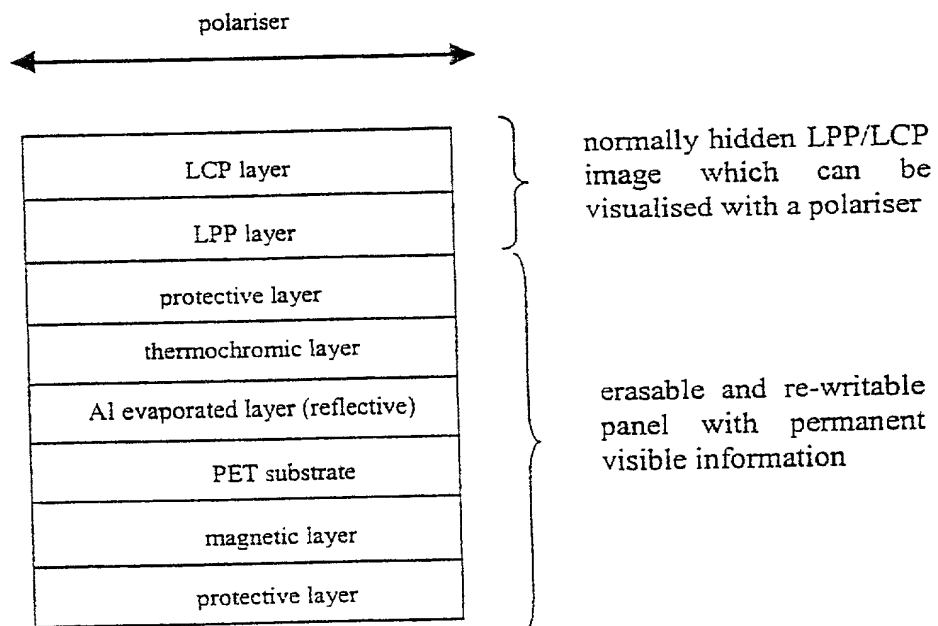 polariser
LCP layer
LPP layer
protective layer
thermochromic layer
Al evaporated layer (reflective)
PET substrate
magnetic layer
protective layer
normally hidden LPP/LCP
image which can be
visualised with a polariser
erasable and re-writable
panel with permanent
visible information